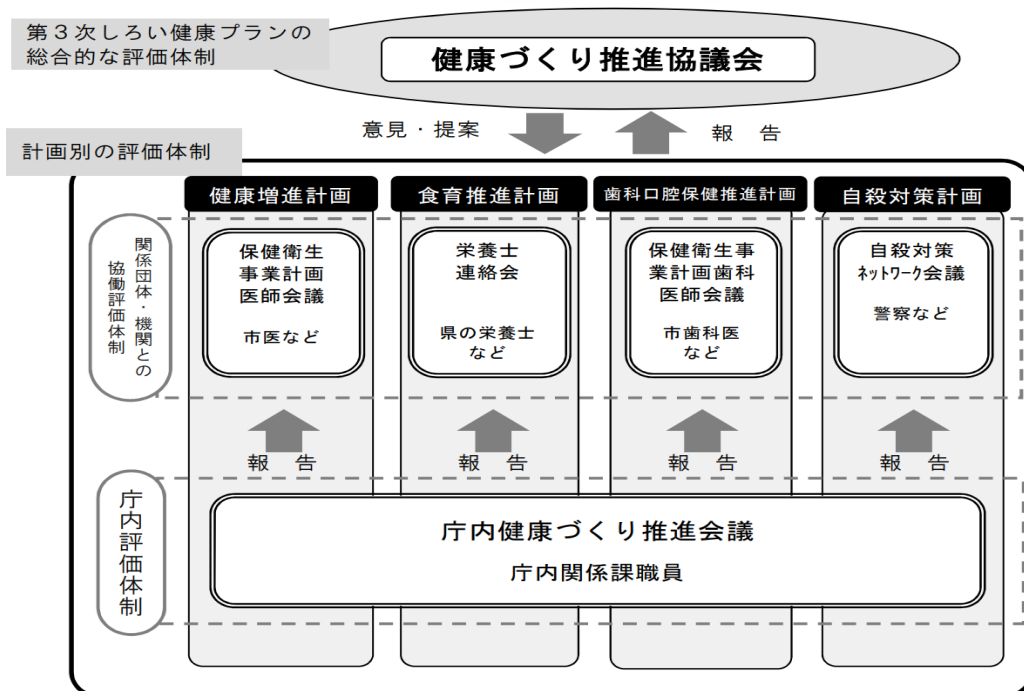 第３次しろい健康プランの
総合的な評価体制
健康づくり推進協議会
意見・提案
報　告
計画別の評価体制
健康増進計画
食育推進計画
歯科口腔保健推進計画
自殺対策計画
関係団体・機関との
協働評価体制
保健衛生
事業計画
医師会議
市医など
栄養士
連絡会
県の栄養士
など
保健衛生事
業計画歯科
医師会議
市歯科医
など
自殺対策
ﾈｯﾄﾜｰｸ会議
警察など
報　告
報　告
報　告
報　告
庁内評価体制
庁内健康づくり推進会議
庁内関係課職員